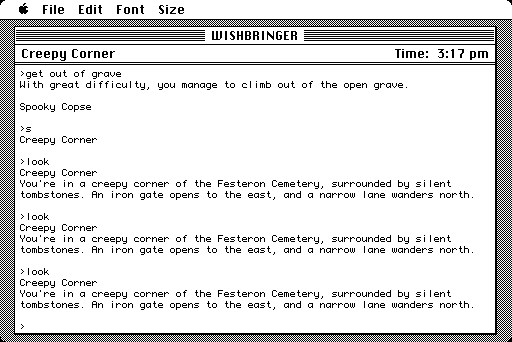 File Edit Font Size
WISHBRINGER
Creepy Corner Time: 3:17 pm
>get out of grave
With great difficulty, you manage to climb out of the open grave.
Spooky Copse
>s
Creepy Corner
>look
Creepy Corner
You're in a creepy corner of the Festeron Cemetery, surrounded by silent
tombstones. An iron gate opens to the east, and a narrow lane wanders north.
>look
Creepy Corner
You're in a creepy corner of the Festeron Cemetery, surrounded by silent
tombstones. An iron gate opens to the east, and a narrow lane wanders north.
>look
Creepy Corner
You're in a creepy corner of the Festeron Cemetery, surrounded by silent
tombstones. An iron gate opens to the east, and a narrow lane wanders north.
>